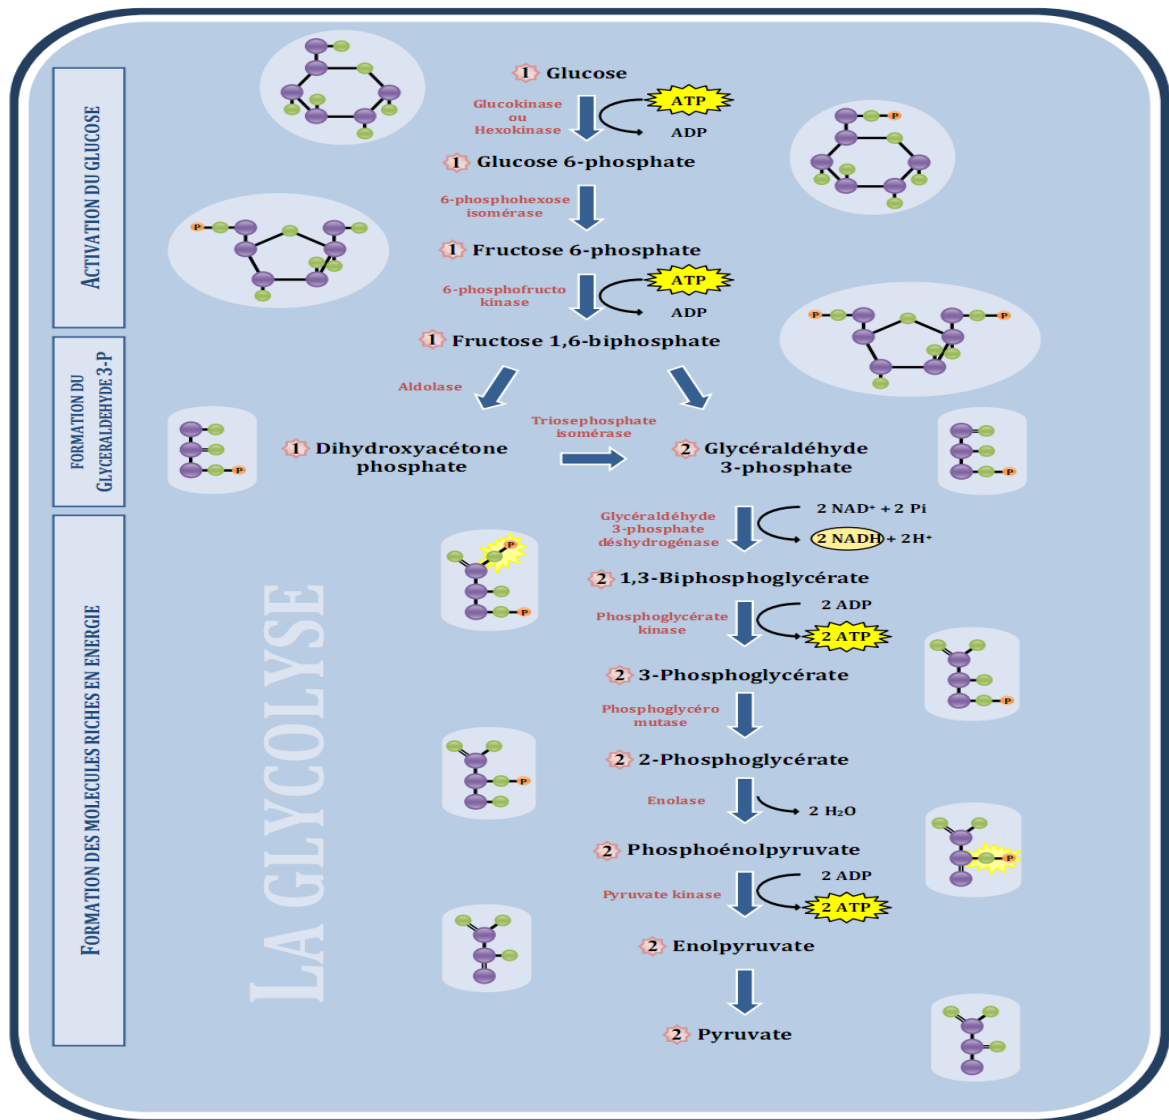 ACTIVATION DU GLUCOSE
FORMATION DU
GLYCERALDEHYDE 3-P
FORMATION DES MOLECULES RICHES EN ENERGIE
LA GLYCOLYSE
1 Glucose
Glucokinase
ou
Hexokinase
ATP
ADP
P
1 Glucose 6-phosphate
6-phosphohexose
isomérase
P
1 Fructose 6-phosphate
6-phosphofructo
kinase
ATP
ADP
P P
1 Fructose 1,6-biphosphate
Aldolase
Triosephosphate
isomérase
1 Dihydroxyacétone
phosphate
P
2 Glycéraldéhyde
3-phosphate
P
Glycéraldéhyde
3-phosphate
déshydrogénase
2 NAD⁺ + 2 Pi
2 NADH + 2H⁺
P
P
2 1,3-Biphosphoglycérate
Phosphoglycérate
kinase
2 ADP
2 ATP
2 3-Phosphoglycérate
P
Phosphoglycéro
mutase
2 2-Phosphoglycérate
P
Enolase
2 H₂O
2 Phosphoénolpyruvate
P
Pyruvate kinase
2 ADP
2 ATP
2 Enolpyruvate
2 Pyruvate